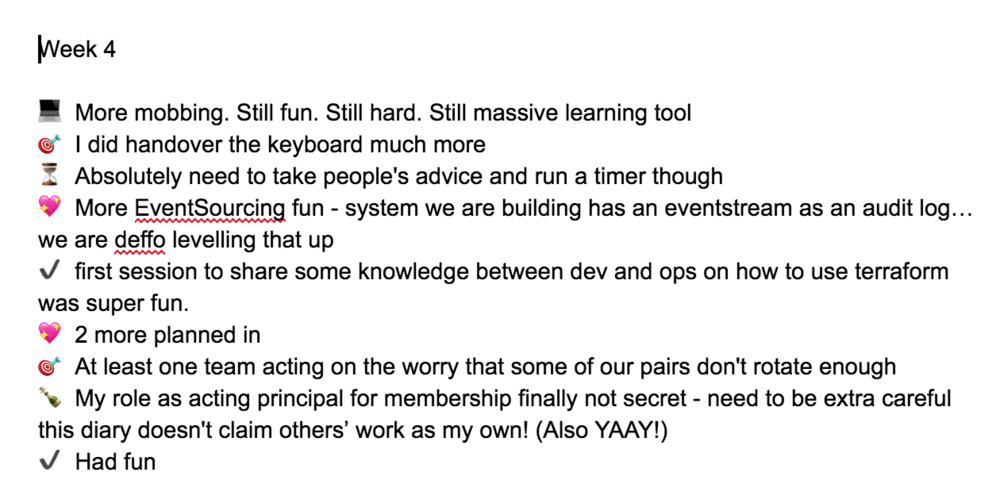 Week 4
💻 More mobbing. Still fun. Still hard. Still massive learning tool
🎯 I did handover the keyboard much more
⏳ Absolutely need to take people's advice and run a timer though
💖 More EventSourcing fun - system we are building has an eventstream as an audit log…
we are deffo levelling that up
✔ first session to share some knowledge between dev and ops on how to use terraform
was super fun.
💖 2 more planned in
🎯 At least one team acting on the worry that some of our pairs don't rotate enough
🍾 My role as acting principal for membership finally not secret - need to be extra careful
this diary doesn't claim others’ work as my own! (Also YAAY!)
✔ Had fun